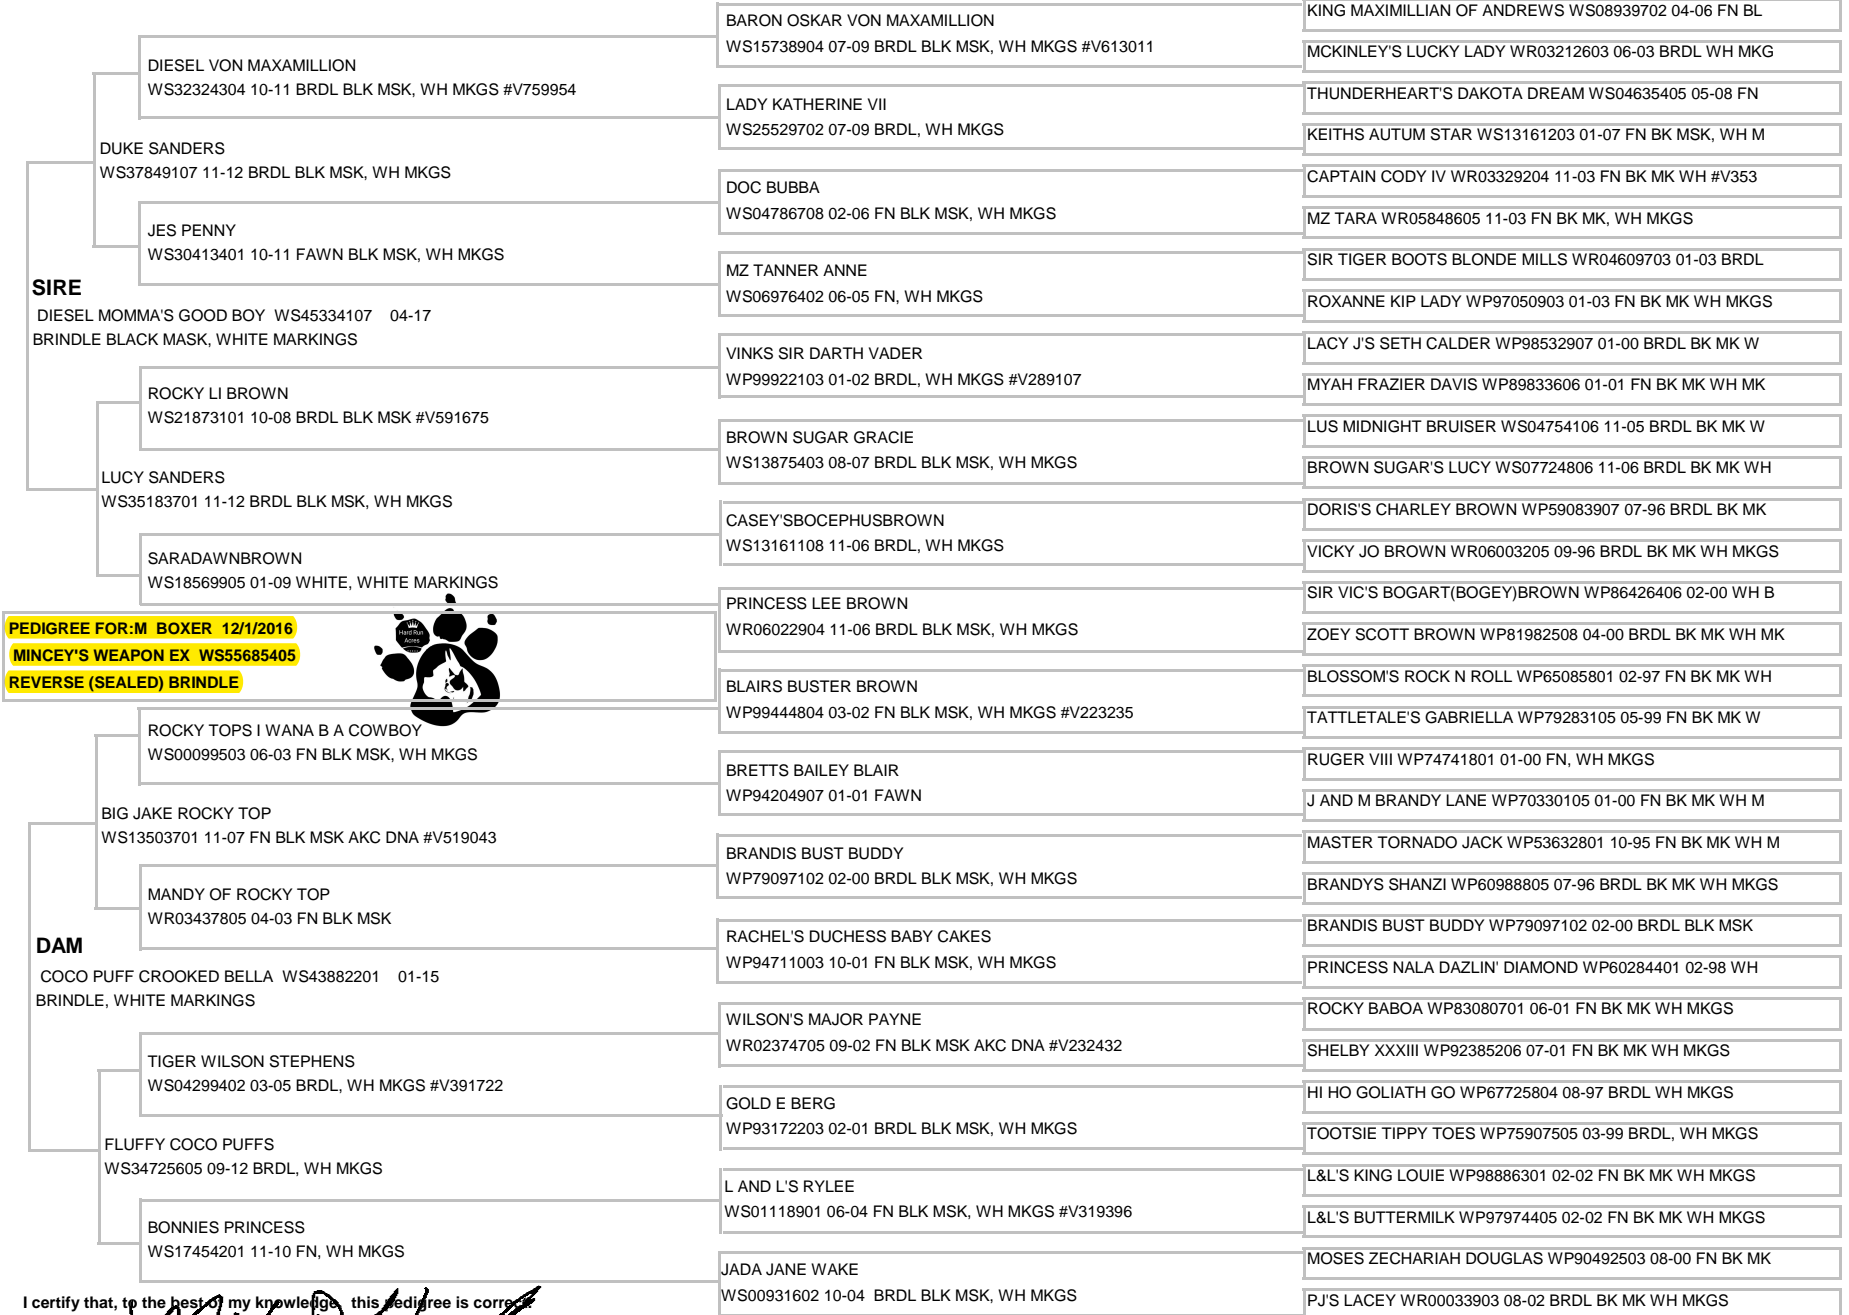 DIESEL VON MAXAMILLION
WS32324304 10-11 BRDL BLK MSK, WH MKGS #V759954
DUKE SANDERS
WS37849107 11-12 BRDL BLK MSK, WH MKGS
JES PENNY
WS30413401 10-11 FAWN BLK MSK, WH MKGS
SIRE
DIESEL MOMMA'S GOOD BOY WS45334107 04-17
BRINDLE BLACK MASK, WHITE MARKINGS
ROCKY LI BROWN
WS21873101 10-08 BRDL BLK MSK #V591675
LUCY SANDERS
WS35183701 11-12 BRDL BLK MSK, WH MKGS
SARADAWNBROWN
WS18569905 01-09 WHITE, WHITE MARKINGS
PEDIGREE FOR:M BOXER 12/1/2016
MINCEY'S WEAPON EX WS55685405
REVERSE (SEALED) BRINDLE
Hard Run
Acres
ROCKY TOPS I WANA B A COWBOY
WS00099503 06-03 FN BLK MSK, WH MKGS
BIG JAKE ROCKY TOP
WS13503701 11-07 FN BLK MSK AKC DNA #V519043
MANDY OF ROCKY TOP
WR03437805 04-03 FN BLK MSK
DAM
COCO PUFF CROOKED BELLA WS43882201 01-15
BRINDLE, WHITE MARKINGS
TIGER WILSON STEPHENS
WS04299402 03-05 BRDL, WH MKGS #V391722
FLUFFY COCO PUFFS
WS34725605 09-12 BRDL, WH MKGS
BONNIES PRINCESS
WS17454201 11-10 FN, WH MKGS
I certify that, to the best of my knowledge, this pedigree is correct
BARON OSKAR VON MAXAMILLION
WS15738904 07-09 BRDL BLK MSK, WH MKGS #V613011
LADY KATHERINE VII
WS25529702 07-09 BRDL, WH MKGS
DOC BUBBA
WS04786708 02-06 FN BLK MSK, WH MKGS
MZ TANNER ANNE
WS06976402 06-05 FN, WH MKGS
VINKS SIR DARTH VADER
WP99922103 01-02 BRDL, WH MKGS #V289107
BROWN SUGAR GRACIE
WS13875403 08-07 BRDL BLK MSK, WH MKGS
CASEY'SBOCEPHUSBROWN
WS13161108 11-06 BRDL, WH MKGS
PRINCESS LEE BROWN
WR06022904 11-06 BRDL BLK MSK, WH MKGS
BLAIRS BUSTER BROWN
WP99444804 03-02 FN BLK MSK, WH MKGS #V223235
BRETTS BAILEY BLAIR
WP94204907 01-01 FAWN
BRANDIS BUST BUDDY
WP79097102 02-00 BRDL BLK MSK, WH MKGS
RACHEL'S DUCHESS BABY CAKES
WP94711003 10-01 FN BLK MSK, WH MKGS
WILSON'S MAJOR PAYNE
WR02374705 09-02 FN BLK MSK AKC DNA #V232432
GOLD E BERG
WP93172203 02-01 BRDL BLK MSK, WH MKGS
L AND L'S RYLEE
WS01118901 06-04 FN BLK MSK, WH MKGS #V319396
JADA JANE WAKE
WS00931602 10-04 BRDL BLK MSK, WH MKGS
KING MAXIMILLIAN OF ANDREWS WS08939702 04-06 FN BL
MCKINLEY'S LUCKY LADY WR03212603 06-03 BRDL WH MKG
THUNDERHEART'S DAKOTA DREAM WS04635405 05-08 FN
KEITHS AUTUM STAR WS13161203 01-07 FN BK MSK, WH M
CAPTAIN CODY IV WR03329204 11-03 FN BK MK WH #V353
MZ TARA WR05848605 11-03 FN BK MK, WH MKGS
SIR TIGER BOOTS BLONDE MILLS WR04609703 01-03 BRDL
ROXANNE KIP LADY WP97050903 01-03 FN BK MK WH MKGS
LACY J'S SETH CALDER WP98532907 01-00 BRDL BK MK W
MYAH FRAZIER DAVIS WP89833606 01-01 FN BK MK WH MK
LUS MIDNIGHT BRUISER WS04754106 11-05 BRDL BK MK W
BROWN SUGAR'S LUCY WS07724806 11-06 BRDL BK MK WH
DORIS'S CHARLEY BROWN WP59083907 07-96 BRDL BK MK
VICKY JO BROWN WR06003205 09-96 BRDL BK MK WH MKGS
SIR VIC'S BOGART(BOGEY)BROWN WP86426406 02-00 WH B
ZOEY SCOTT BROWN WP81982508 04-00 BRDL BK MK WH MK
BLOSSOM'S ROCK N ROLL WP65085801 02-97 FN BK MK WH
TATTLETALE'S GABRIELLA WP79283105 05-99 FN BK MK W
RUGER VIII WP74741801 01-00 FN, WH MKGS
J AND M BRANDY LANE WP70330105 01-00 FN BK MK WH M
MASTER TORNADO JACK WP53632801 10-95 FN BK MK WH M
BRANDYS SHANZI WP60988805 07-96 BRDL BK MK WH MKGS
BRANDIS BUST BUDDY WP79097102 02-00 BRDL BLK MSK
PRINCESS NALA DAZLIN' DIAMOND WP60284401 02-98 WH
ROCKY BABOA WP83080701 06-01 FN BK MK WH MKGS
SHELBY XXXIII WP92385206 07-01 FN BK MK WH MKGS
HI HO GOLIATH GO WP67725804 08-97 BRDL WH MKGS
TOOTSIE TIPPY TOES WP75907505 03-99 BRDL, WH MKGS
L&L'S KING LOUIE WP98886301 02-02 FN BK MK WH MKGS
L&L'S BUTTERMILK WP97974405 02-02 FN BK MK WH MKGS
MOSES ZECHARIAH DOUGLAS WP90492503 08-00 FN BK MK
PJ'S LACEY WR00033903 08-02 BRDL BK MK WH MKGS